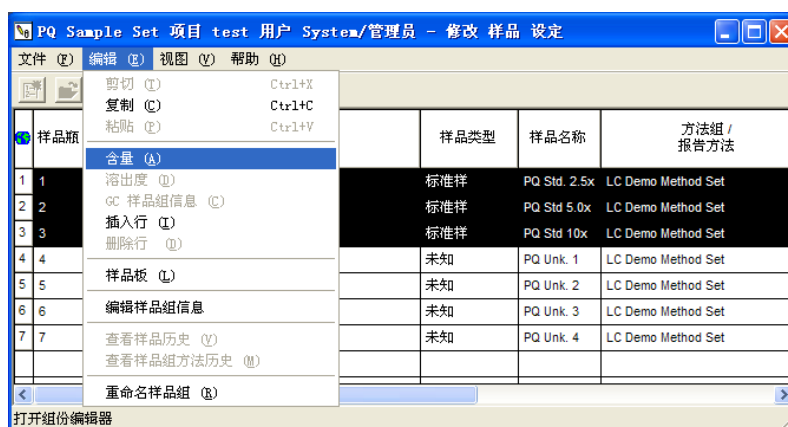 PQ Sample Set 项目 test 用户 System/管理员 - 修改 样品 设定
文件 (F) 编辑 (E) 视图 (V) 帮助 (H)
剪切 (T) Ctrl+X
复制 (C) Ctrl+C
粘贴 (P) Ctrl+V
含量 (A)
溶出度 (D)
GC 样品组信息 (C)
插入行 (I)
删除行 (D)
样品板 (L)
编辑样品组信息
查看样品历史 (V)
查看样品组方法历史 (M)
重命名样品组 (R)
样品瓶 样品类型 样品名称 方法组 /
报告方法
1 1 标准样 PQ Std. 2.5x LC Demo Method Set
2 2 标准样 PQ Std 5.0x LC Demo Method Set
3 3 标准样 PQ Std 10x LC Demo Method Set
4 4 未知 PQ Unk. 1 LC Demo Method Set
5 5 未知 PQ Unk. 2 LC Demo Method Set
6 6 未知 PQ Unk. 3 LC Demo Method Set
7 7 未知 PQ Unk. 4 LC Demo Method Set
打开组份编辑器